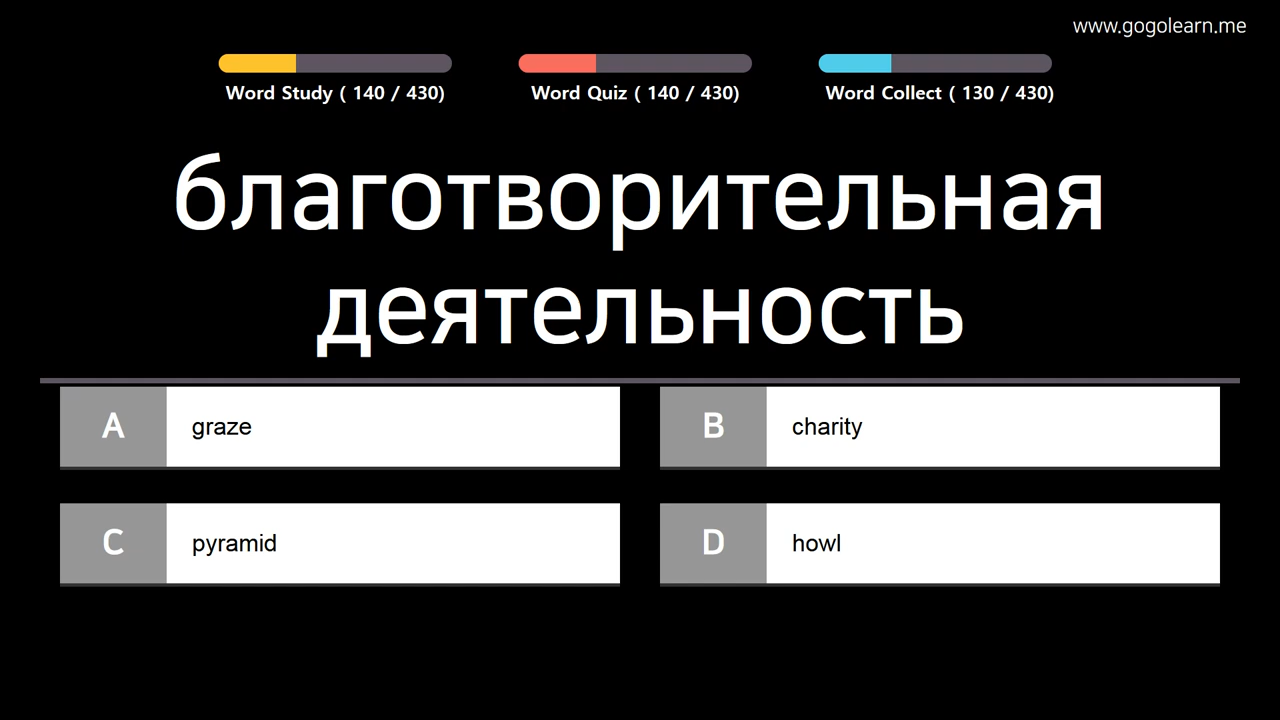 www.gogolearn.me
Word Study ( 140 / 430)
Word Quiz ( 140 / 430)
Word Collect ( 130 / 430)
благотворительная
деятельность
A graze
B charity
C pyramid
D howl